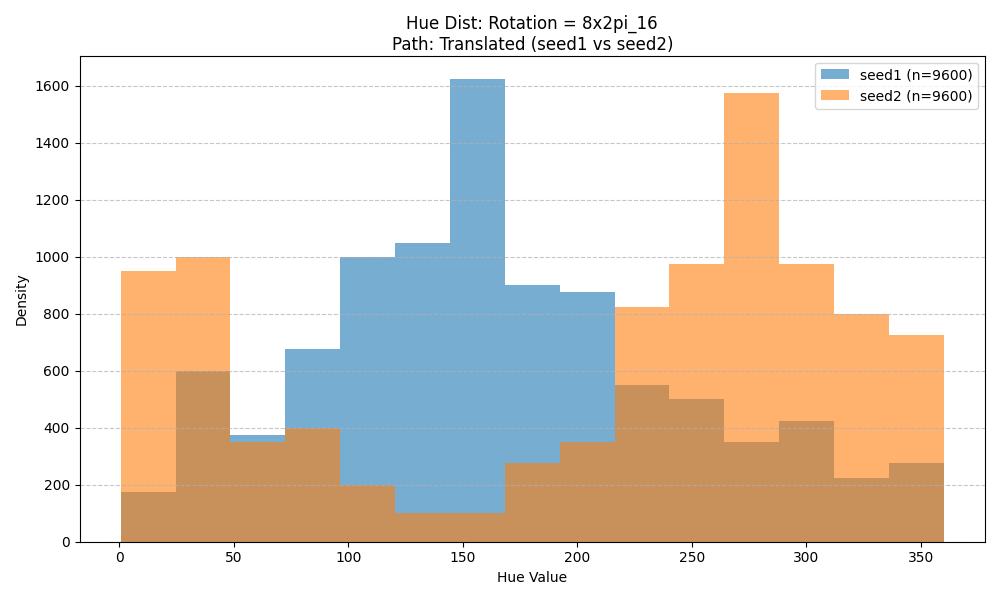 Hue Dist: Rotation = 8x2pi_16
Path: Translated (seed1 vs seed2)
seed1 (n=9600)
seed2 (n=9600)
Density
1600
1400
1200
1000
800
600
400
200
0
0 50 100 150 200 250 300 350
Hue Value